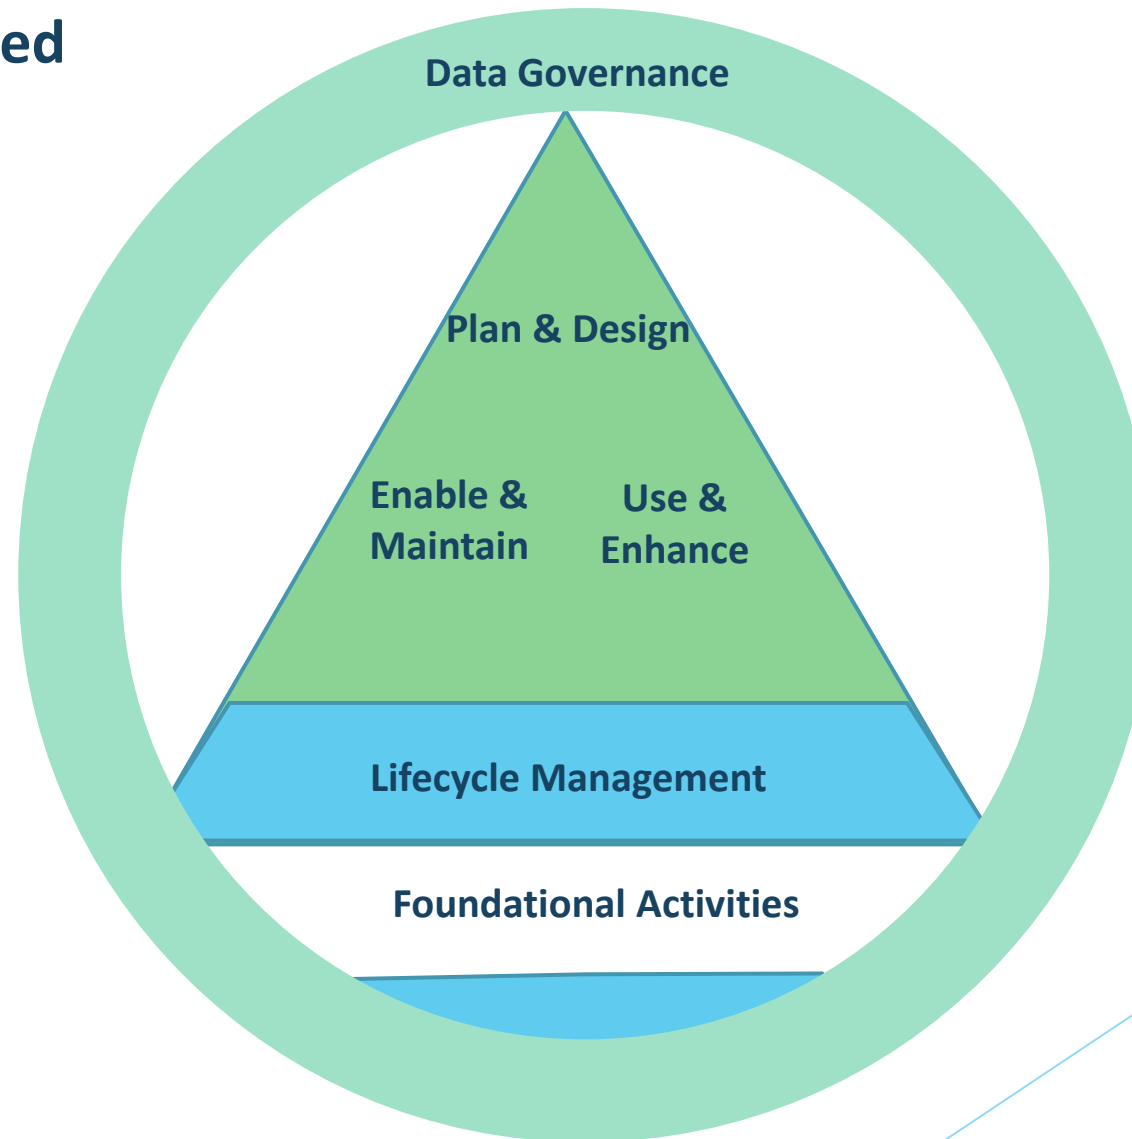 ed
Data Governance
Plan & Design
Enable &
Maintain
Use &
Enhance
Lifecycle Management
Foundational Activities